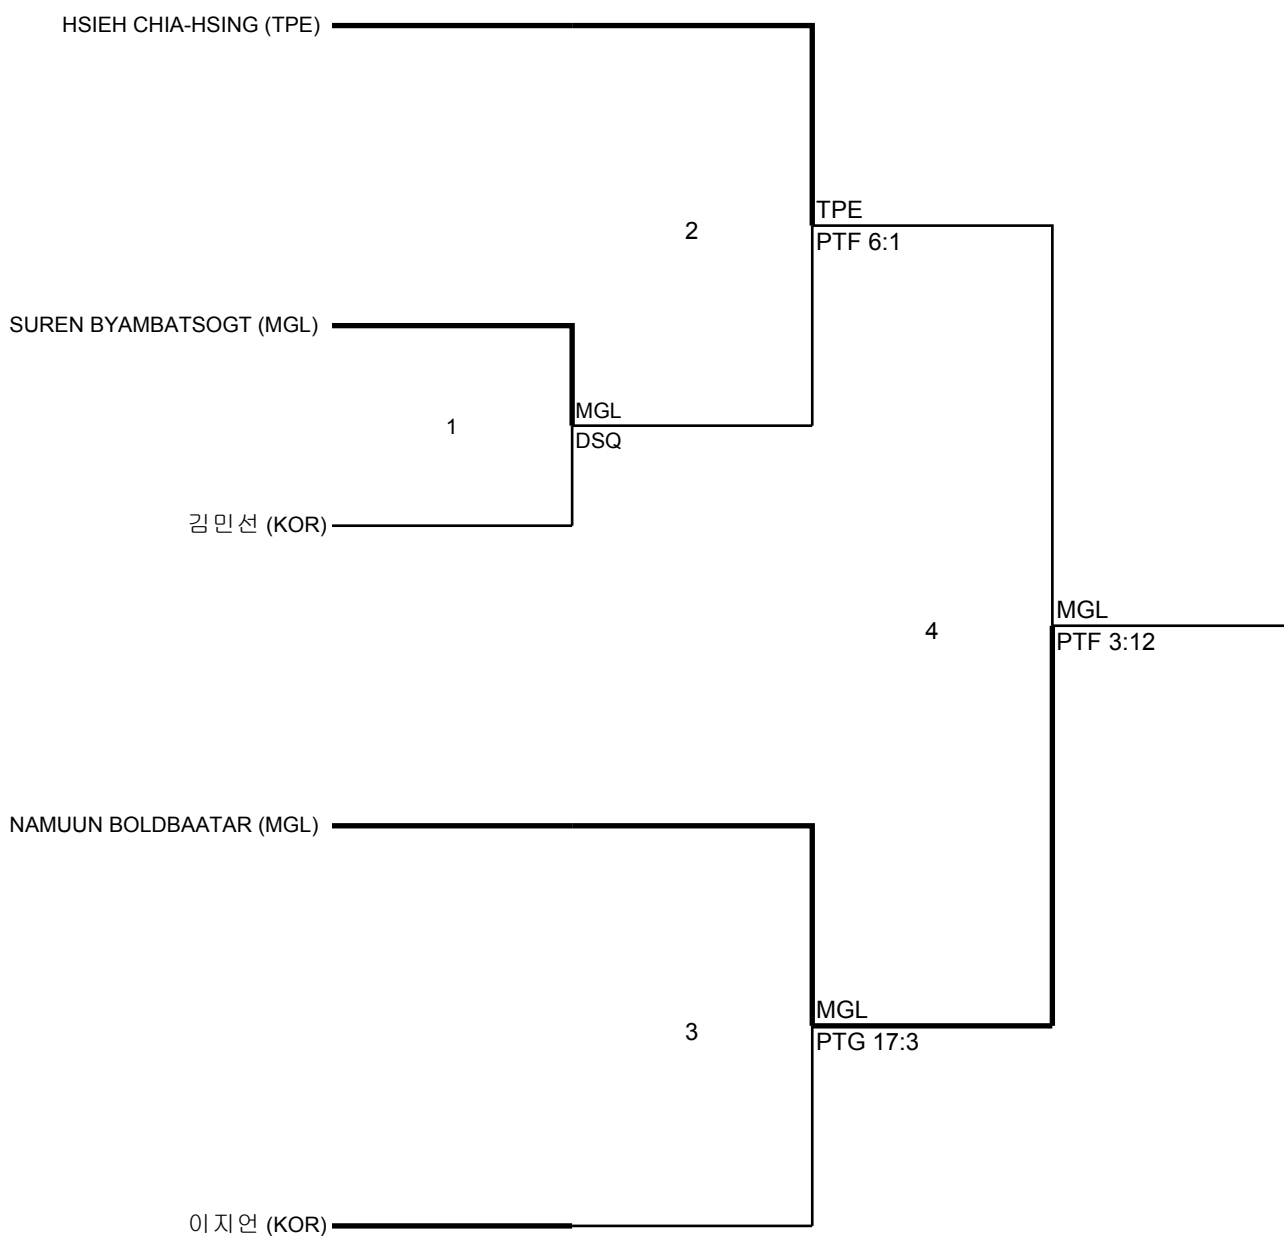 HSIEH CHIA-HSING (TPE)
TPE
2
PTF 6:1
SUREN BYAMBATSOGT (MGL)
MGL
1
DSQ
김민선 (KOR)
MGL
4
PTF 3:12
NAMUUN BOLDBAATAR (MGL)
MGL
3
PTG 17:3
이지언 (KOR)